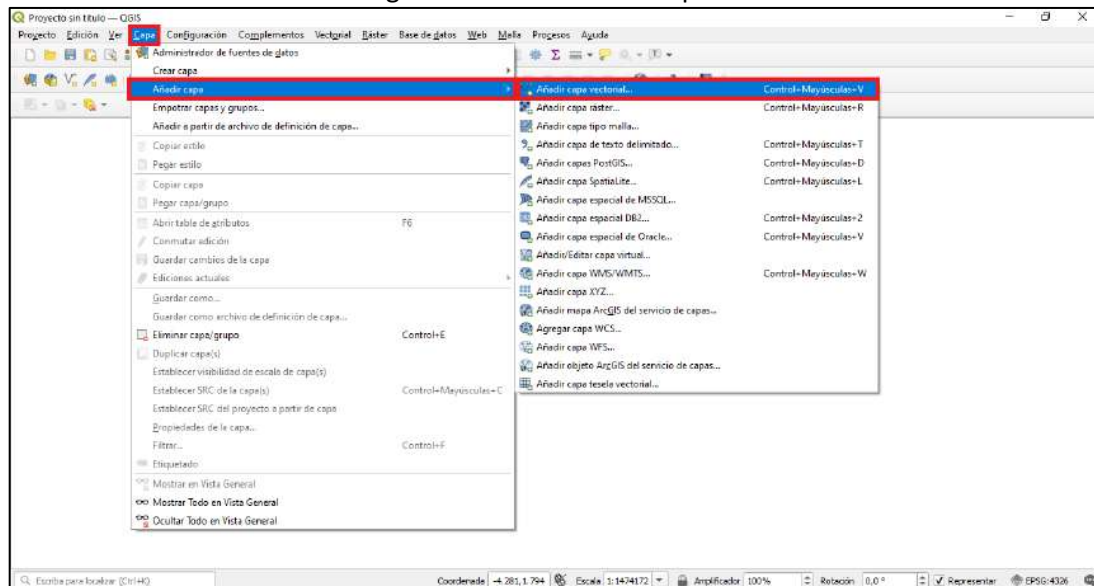 Proyecto sin título — QGIS
Proyecto Edición Ver Capa Configuración Complementos Vectorial Ráster Base de datos Web Malla Procesos Ayuda
Administrador de fuentes de datos
Crear capa
Añadir capa
Empotrar capas y grupos...
Añadir a partir de archivo de definición de capa...
Copiar estilo
Pegar estilo
Copiar capa
Pegar capa/grupo
Abrir tabla de atributos F6
Conmutar edición
Guardar cambios de la capa
Ediciones actuales
Guardar como...
Guardar como archivo de definición de capa...
Eliminar capa/grupo Control+E
Duplicar capa(s)
Establecer visibilidad de escala de capa(s)
Establecer SRC de la capa(s) Control+Mayúsculas+C
Establecer SRC del proyecto a partir de capa
Propiedades de la capa...
Filtrar... Control+F
Etiquetado
Mostrar en Vista General
Mostrar Todo en Vista General
Ocultar Todo en Vista General
Añadir capa vectorial... Control+Mayúsculas+V
Añadir capa ráster... Control+Mayúsculas+R
Añadir capa tipo malla...
Añadir capa de texto delimitado... Control+Mayúsculas+T
Añadir capas PostGIS... Control+Mayúsculas+D
Añadir capa SpatiaLite... Control+Mayúsculas+L
Añadir capa espacial de MSSQL...
Añadir capa espacial DB2... Control+Mayúsculas+2
Añadir capa espacial de Oracle... Control+Mayúsculas+V
Añadir/Editar capa virtual...
Añadir capa WMS/WMTS... Control+Mayúsculas+W
Añadir capa XYZ...
Añadir mapa ArcGIS del servicio de capas...
Agregar capa WCS...
Añadir capa WFS...
Añadir objeto ArcGIS del servicio de capas...
Añadir capa tesela vectorial...
Escriba para localizar (Ctrl+K) Coordenada -4.281,1.794 Escala 1:1474172 Amplificador 100% Rotación 0,0 ° Representar EPSG:4326